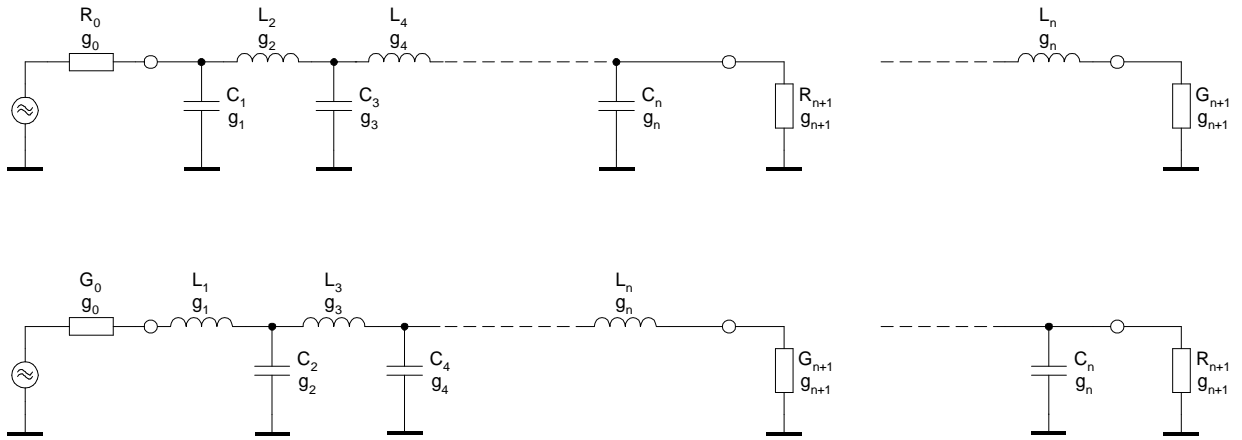 R0 L2 L4 Ln
g0 g2 g4 gn
C1 C3 Cn Rn+1 Gn+1
g1 g3 gn gn+1 gn+1
G0 L1 L3 Ln
g0 g1 g3 gn
C2 C4 Gn+1 Cn Rn+1
g2 g4 gn+1 gn gn+1